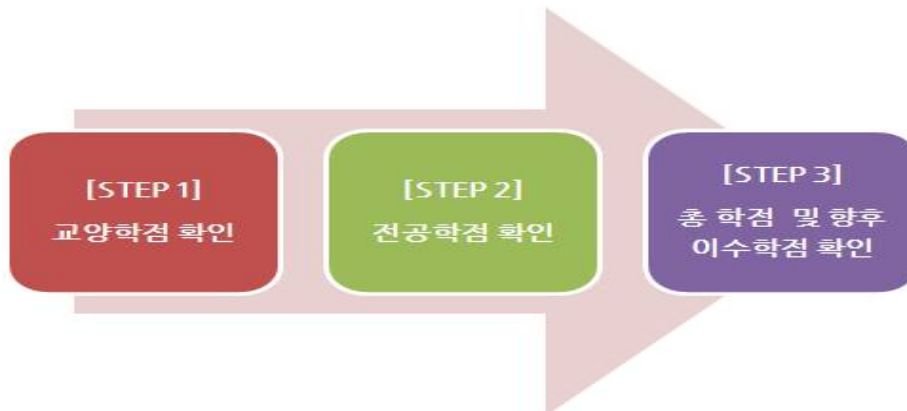 [STEP 1]
교양학점 확인
[STEP 2]
전공학점 확인
[STEP 3]
총 학점 및 향후
이수학점 확인